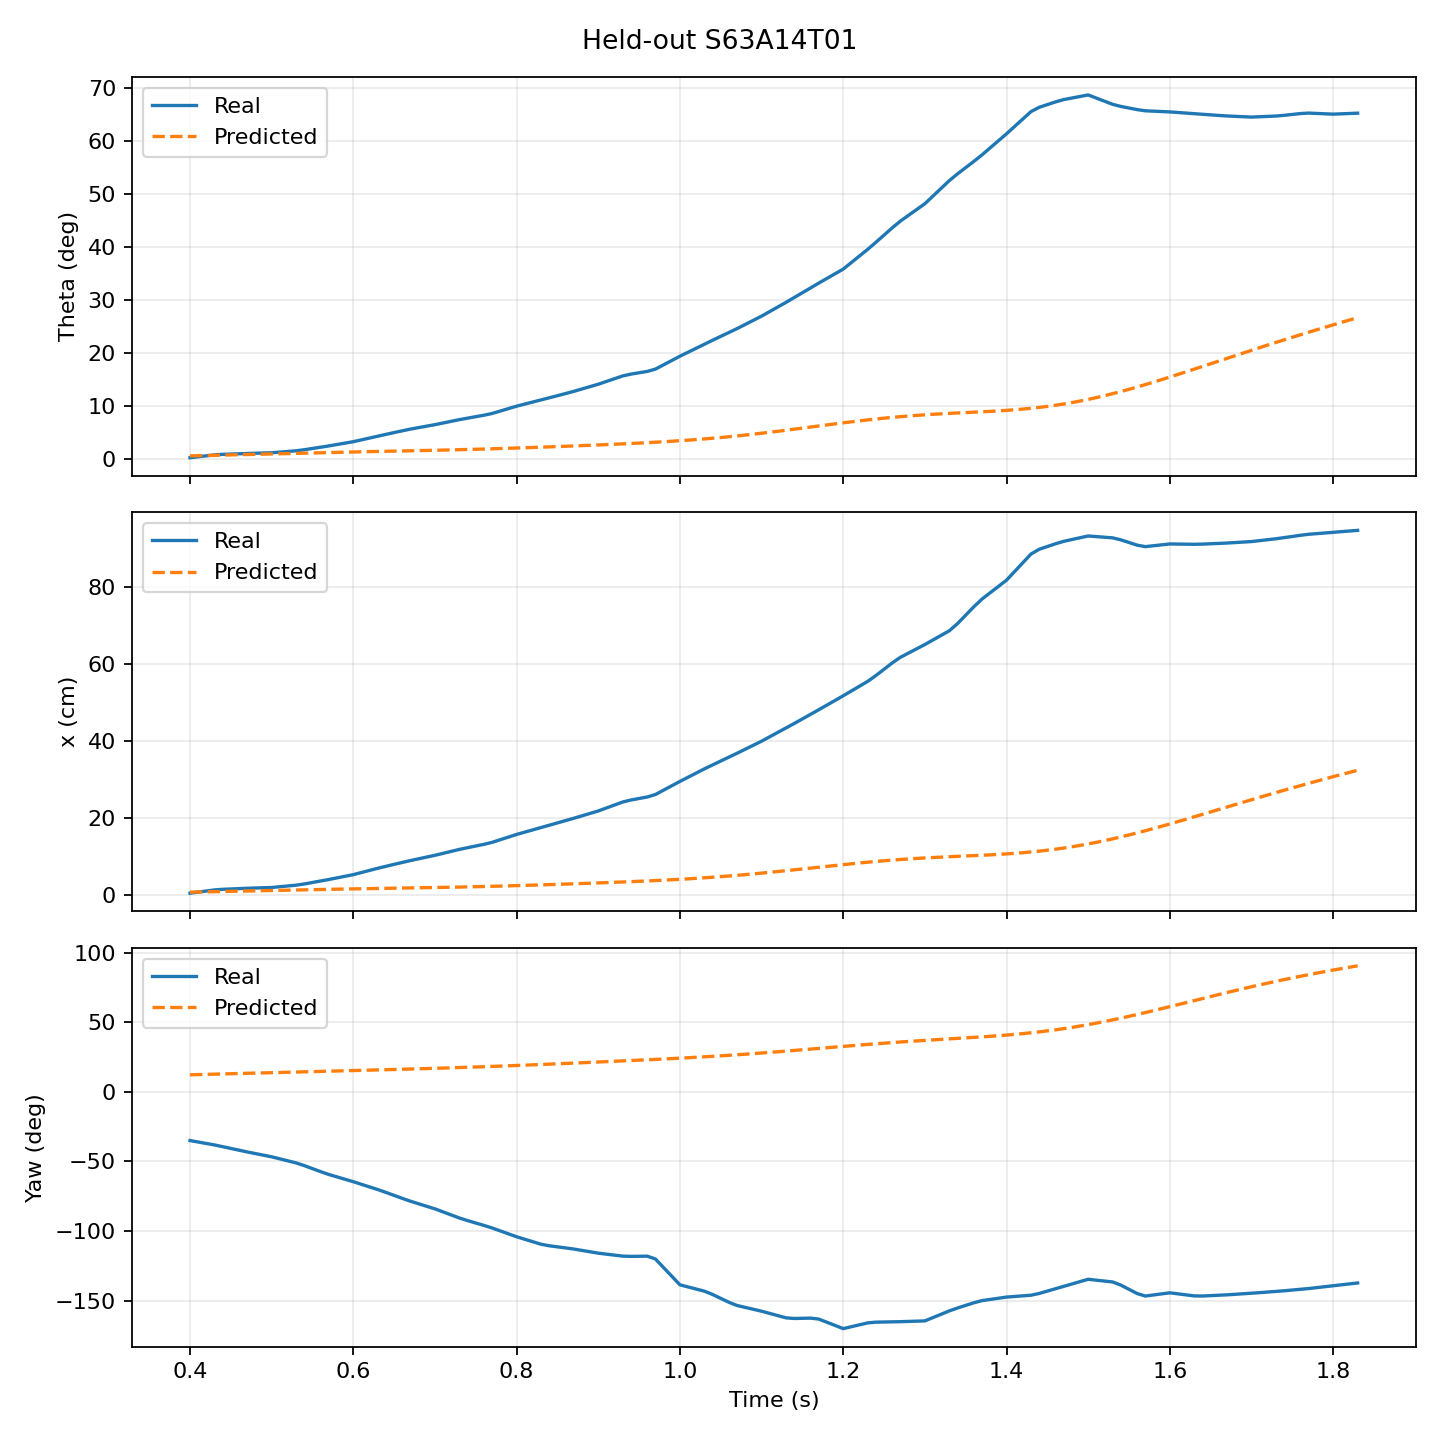 Held-out S63A14T01
Real
Predicted
Theta (deg)
70
60
50
40
30
20
10
0
Real
Predicted
x (cm)
80
60
40
20
0
Real
Predicted
Yaw (deg)
100
50
0
−50
−100
−150
0.4 0.6 0.8 1.0 1.2 1.4 1.6 1.8
Time (s)